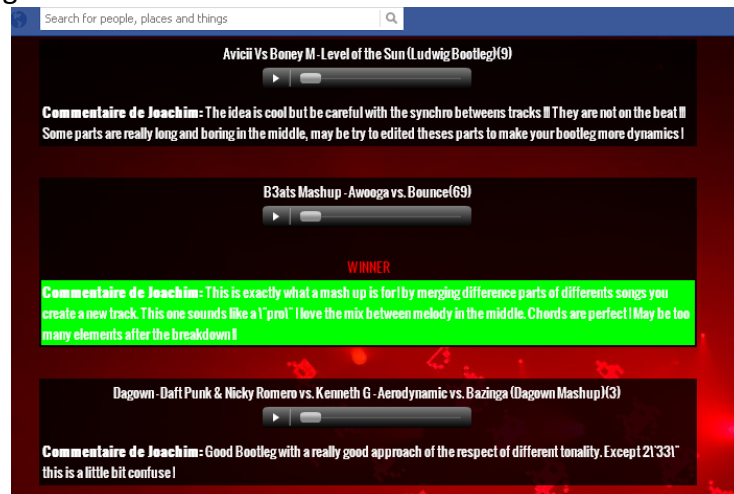 Search for people, places and things
Avicii Vs Boney M - Level of the Sun (Ludwig Bootleg)(9)
Commentaire de Joachim: The idea is cool but be careful with the synchro betweens tracks !!! They are not on the beat !!!
Some parts are really long and boring in the middle, may be try to edited theses parts to make your bootleg more dynamics !
B3ats Mashup - Awooga vs. Bounce(69)
WINNER
Commentaire de Joachim: This is exactly what a mash up is for ! by merging difference parts of differents songs you
create a new track. This one sounds like a \"pro\" I love the mix between melody in the middle. Chords are perfect ! May be too
many elements after the breakdown !!
Dagown - Daft Punk & Nicky Romero vs. Kenneth G - Aerodynamic vs. Bazinga (Dagown Mashup)(3)
Commentaire de Joachim: Good Bootleg with a really good approach of the respect of different tonality. Except 2\'33\"
this is a little bit confuse !